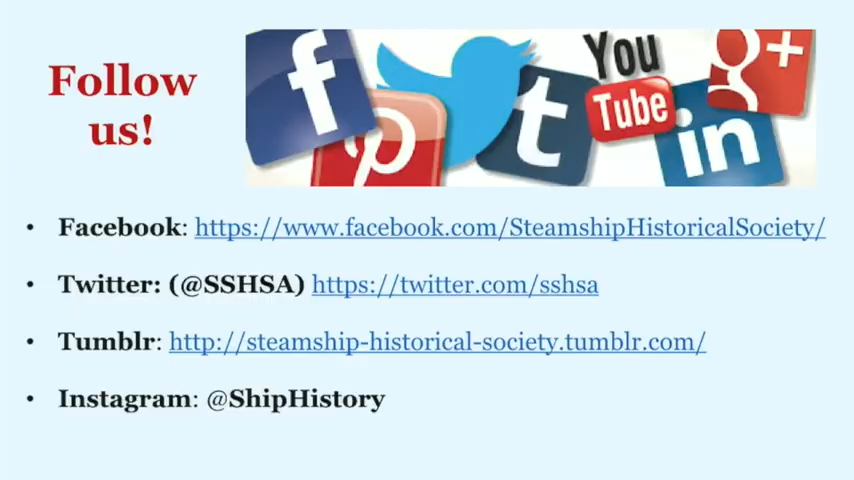 Follow
us!
f
p
t
You
Tube
in
g+
• Facebook: https://www.facebook.com/SteamshipHistoricalSociety/
• Twitter: (@SSHSA) https://twitter.com/sshsa
• Tumblr: http://steamship-historical-society.tumblr.com/
• Instagram: @ShipHistory